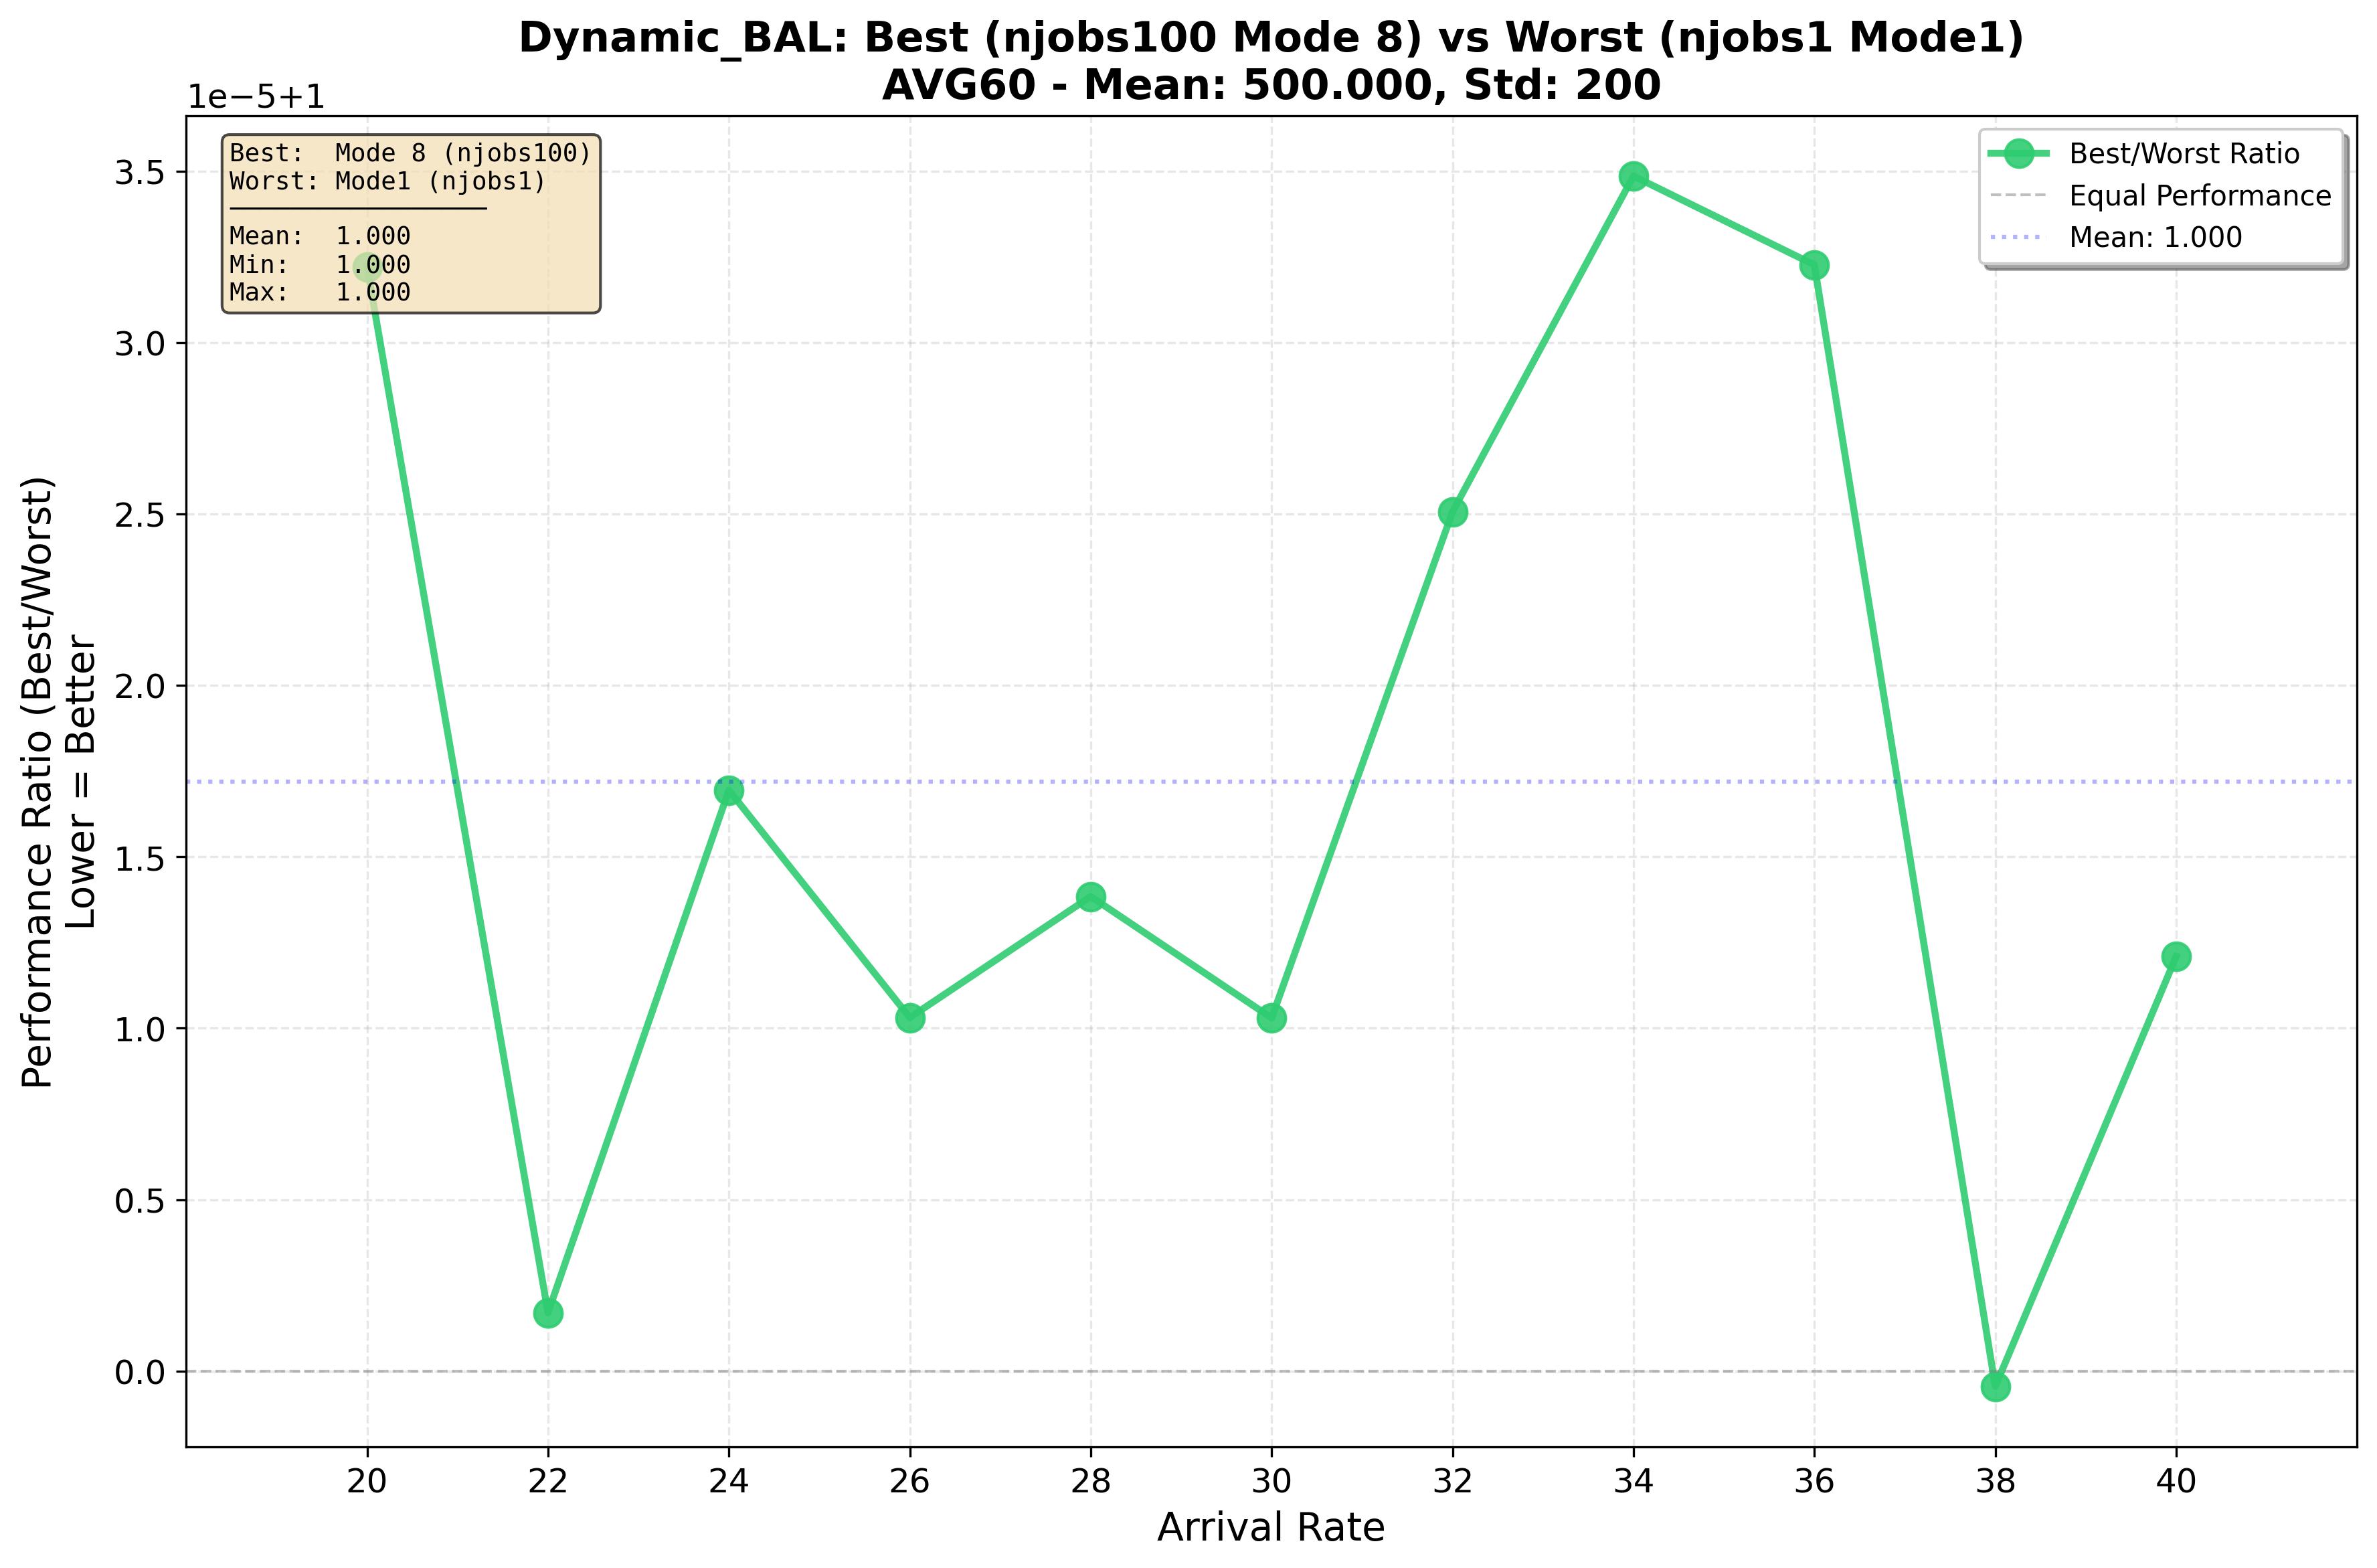 Dynamic_BAL: Best (njobs100 Mode 8) vs Worst (njobs1 Mode1)
AVG60 - Mean: 500.000, Std: 200
1e−5+1
Best:  Mode 8 (njobs100)
Worst: Mode1 (njobs1)
Mean:  1.000
Min:   1.000
Max:   1.000
Best/Worst Ratio
Equal Performance
Mean: 1.000
3.5
3.0
2.5
2.0
1.5
1.0
0.5
0.0
Performance Ratio (Best/Worst)
Lower = Better
20 22 24 26 28 30 32 34 36 38 40
Arrival Rate